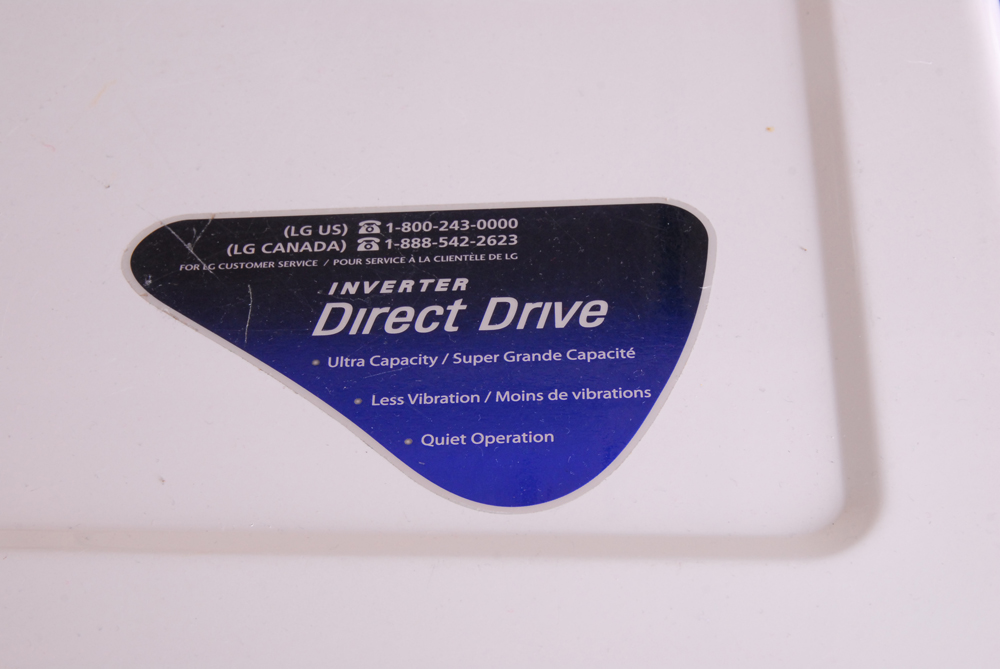 (LG US) ☎ 1-800-243-0000
(LG CANADA) ☎ 1-888-542-2623
FOR LG CUSTOMER SERVICE / POUR SERVICE À LA CLIENTÈLE DE LG
INVERTER
Direct Drive
• Ultra Capacity / Super Grande Capacité
• Less Vibration / Moins de vibrations
• Quiet Operation